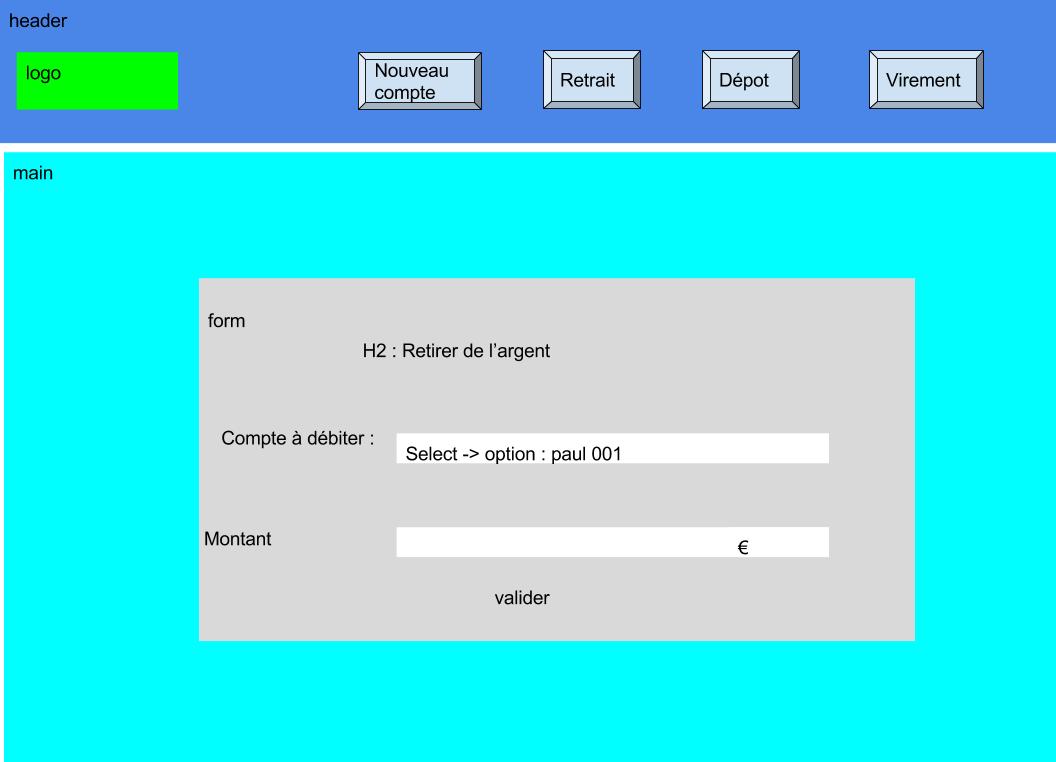 header
logo
Nouveau
compte
Retrait
Dépot
Virement
main
form
H2 : Retirer de l’argent
Compte à débiter :
Select -> option : paul 001
Montant
€
valider